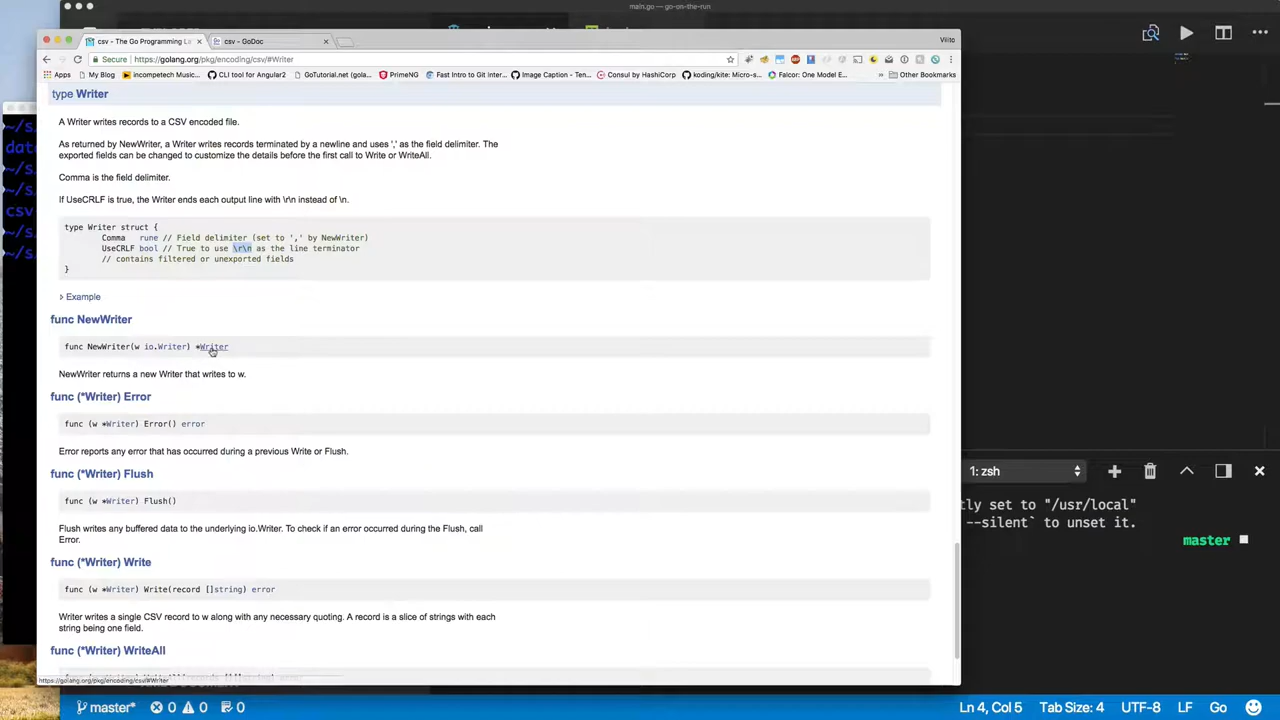 main.go — go-on-the-run
csv - The Go Programming La
csv - GoDoc
Vilito
Secure
https://golang.org/pkg/encoding/csv/#Writer
Apps
My Blog
incompetech Music...
CLI tool for Angular2
GoTutorial.net (gola...
PrimeNG
Fast Intro to Git Inter...
Image Caption - Ten...
Consul by HashiCorp
koding/kite: Micro-s...
Falcor: One Model E...
»
Other Bookmarks
type Writer
A Writer writes records to a CSV encoded file.
As returned by NewWriter, a Writer writes records terminated by a newline and uses ',' as the field delimiter. The
exported fields can be changed to customize the details before the first call to Write or WriteAll.
Comma is the field delimiter.
If UseCRLF is true, the Writer ends each output line with \r\n instead of \n.
type Writer struct {
Comma rune // Field delimiter (set to ',' by NewWriter)
UseCRLF bool // True to use \r\n as the line terminator
// contains filtered or unexported fields
}
Example
func NewWriter
func NewWriter(w io.Writer) *Writer
NewWriter returns a new Writer that writes to w.
func (*Writer) Error
func (w *Writer) Error() error
Error reports any error that has occurred during a previous Write or Flush.
func (*Writer) Flush
func (w *Writer) Flush()
Flush writes any buffered data to the underlying io.Writer. To check if an error occurred during the Flush, call
Error.
func (*Writer) Write
func (w *Writer) Write(record []string) error
Writer writes a single CSV record to w along with any necessary quoting. A record is a slice of strings with each
string being one field.
func (*Writer) WriteAll
https://golang.org/pkg/encoding/csv/#Writer
~/s
dat
~/s
~/s
csv
~/s
~/s
1: zsh
tly set to "/usr/local"
--silent` to unset it.
master
master*
0
0
0
Ln 4, Col 5
Tab Size: 4
UTF-8
LF
Go